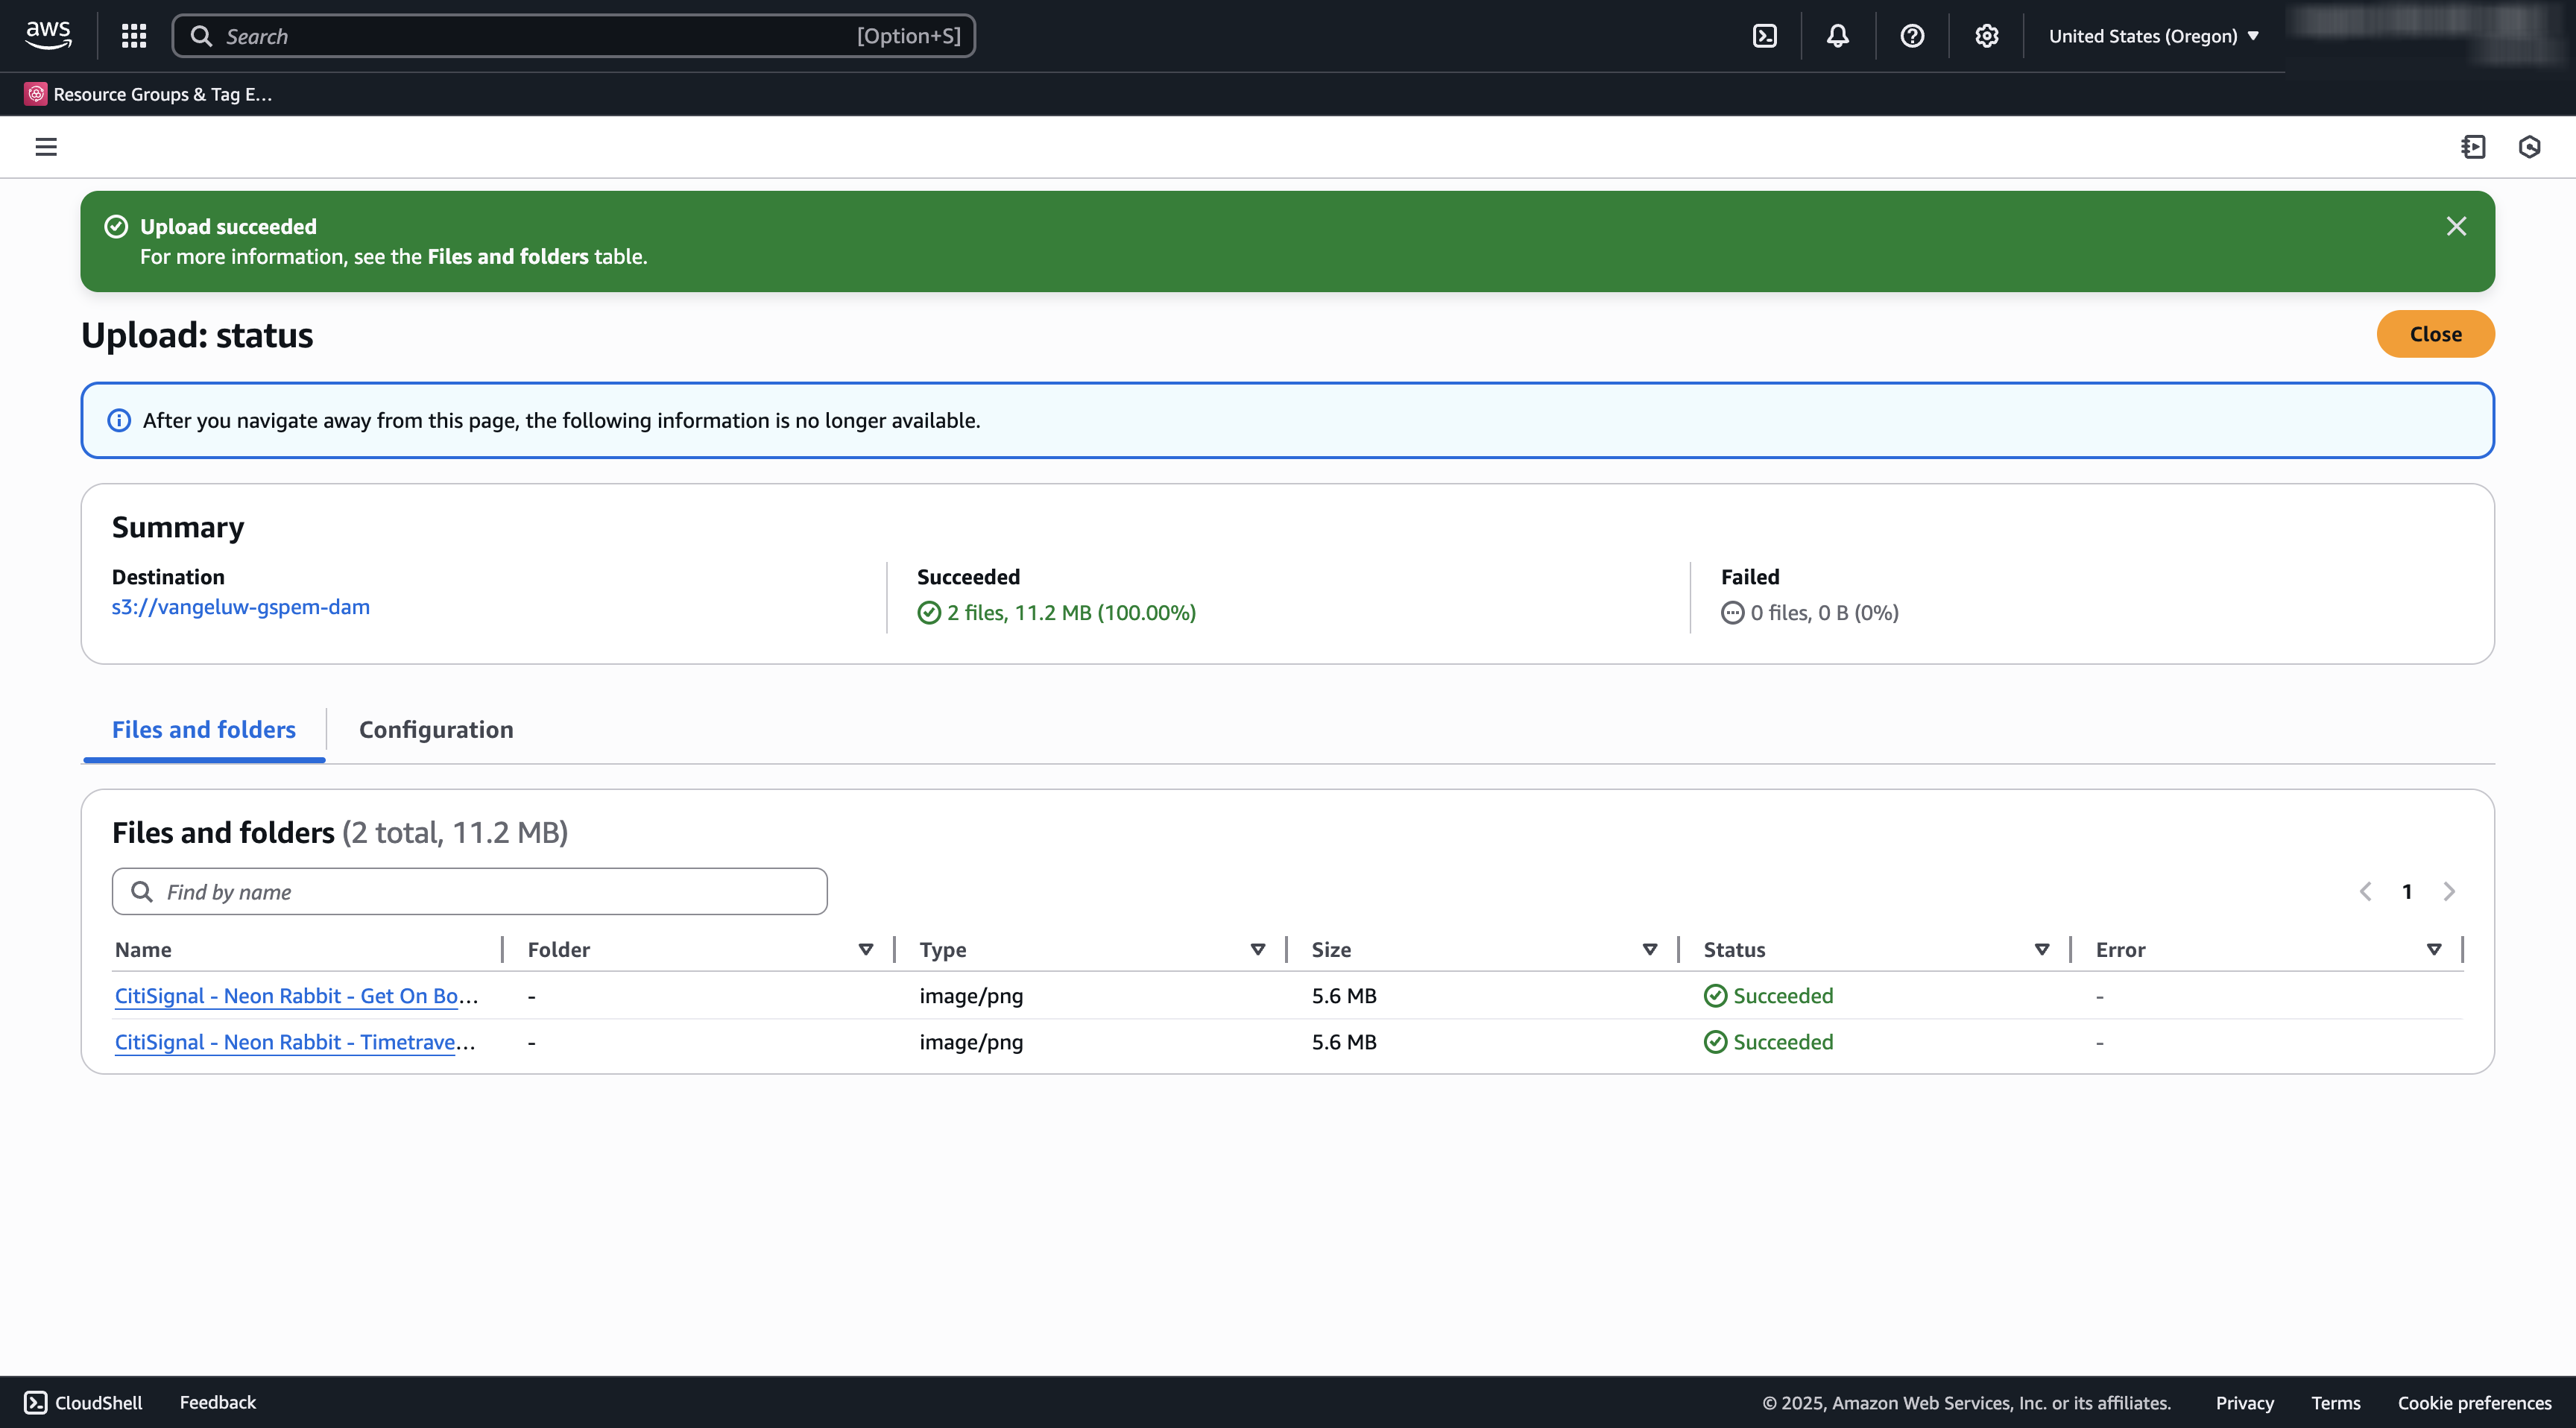 aws
Search
[Option+S]
United States (Oregon)
Resource Groups & Tag E...
Upload succeeded
For more information, see the Files and folders table.
Upload: status
Close
After you navigate away from this page, the following information is no longer available.
Summary
Destination
s3://vangeluw-gspem-dam
Succeeded
2 files, 11.2 MB (100.00%)
Failed
0 files, 0 B (0%)
Files and folders
Configuration
Files and folders (2 total, 11.2 MB)
Find by name
1
Name Folder Type Size Status Error
CitiSignal - Neon Rabbit - Get On Bo... - image/png 5.6 MB Succeeded -
CitiSignal - Neon Rabbit - Timetrave... - image/png 5.6 MB Succeeded -
CloudShell Feedback © 2025, Amazon Web Services, Inc. or its affiliates. Privacy Terms Cookie preferences